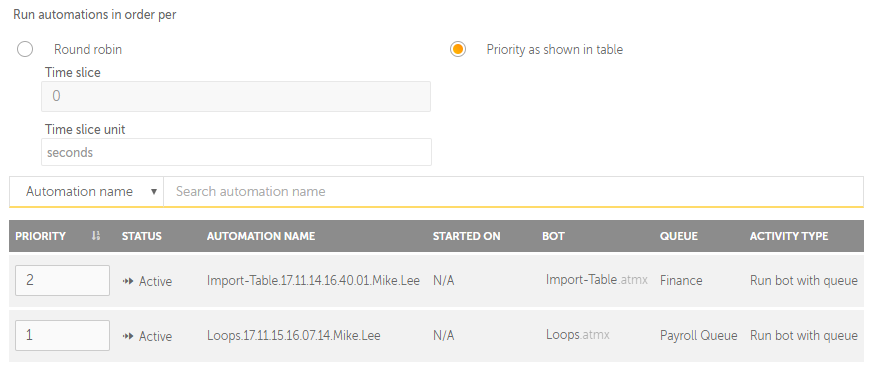 Run automations in order per
Round robin Priority as shown in table
Time slice
0
Time slice unit
seconds
Automation name Search automation name
PRIORITY STATUS AUTOMATION NAME STARTED ON BOT QUEUE ACTIVITY TYPE
2 Active Import-Table.17.11.14.16.40.01.Mike.Lee N/A Import-Table.atmx Finance Run bot with queue
1 Active Loops.17.11.15.16.07.14.Mike.Lee N/A Loops.atmx Payroll Queue Run bot with queue